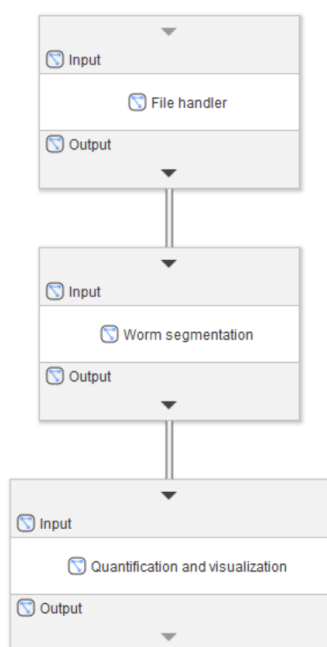 Input
File handler
Output
Input
Worm segmentation
Output
Input
Quantification and visualization
Output